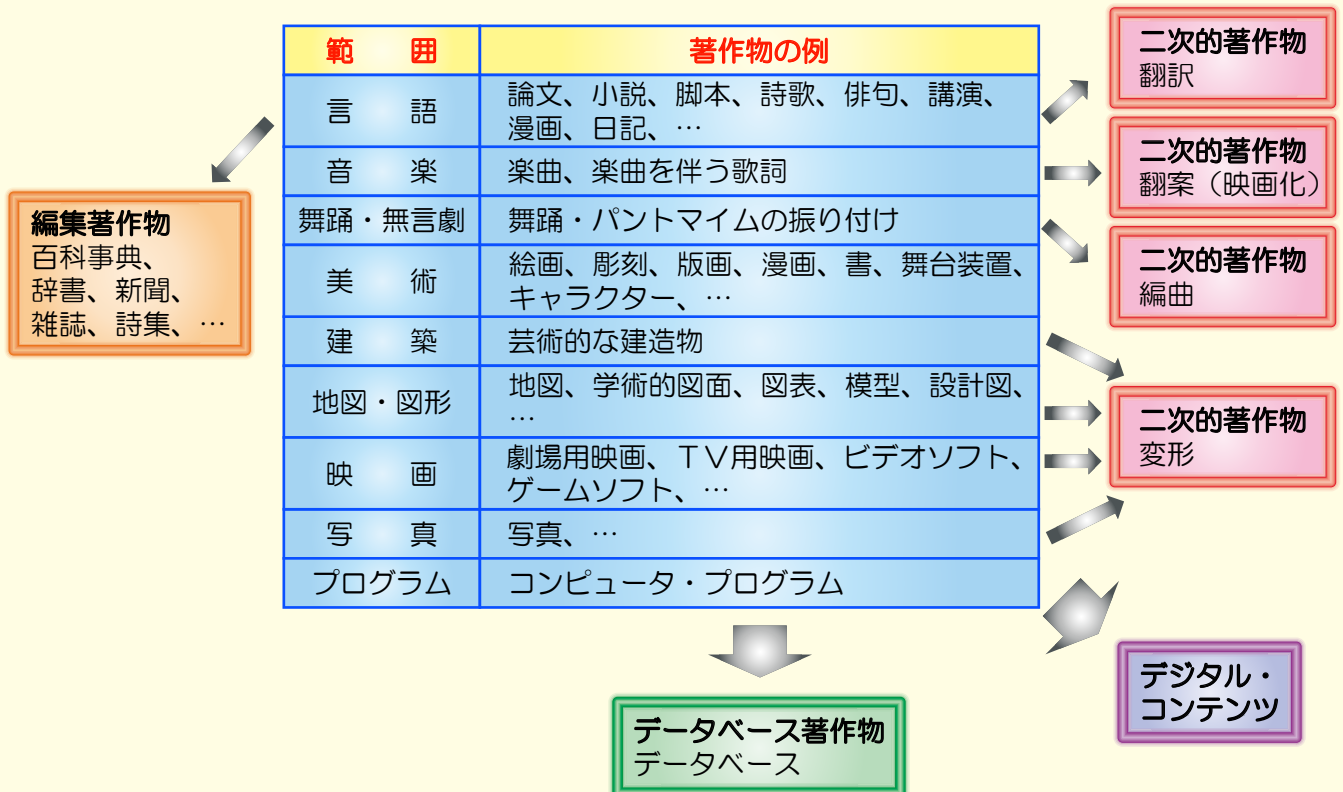 範　囲
著作物の例
言　語
論文、小説、脚本、詩歌、俳句、講演、
漫画、日記、…
音　楽
楽曲、楽曲を伴う歌詞
舞踊・無言劇
舞踊・パントマイムの振り付け
美　術
絵画、彫刻、版画、漫画、書、舞台装置、
キャラクター、…
建　築
芸術的な建造物
地図・図形
地図、学術的図面、図表、模型、設計図、
…
映　画
劇場用映画、ＴＶ用映画、ビデオソフト、
ゲームソフト、…
写　真
写真、…
プログラム
コンピュータ・プログラム
編集著作物
百科事典、
辞書、新聞、
雑誌、詩集、…
二次的著作物
翻訳
二次的著作物
翻案（映画化）
二次的著作物
編曲
二次的著作物
変形
デジタル・
コンテンツ
データベース著作物
データベース